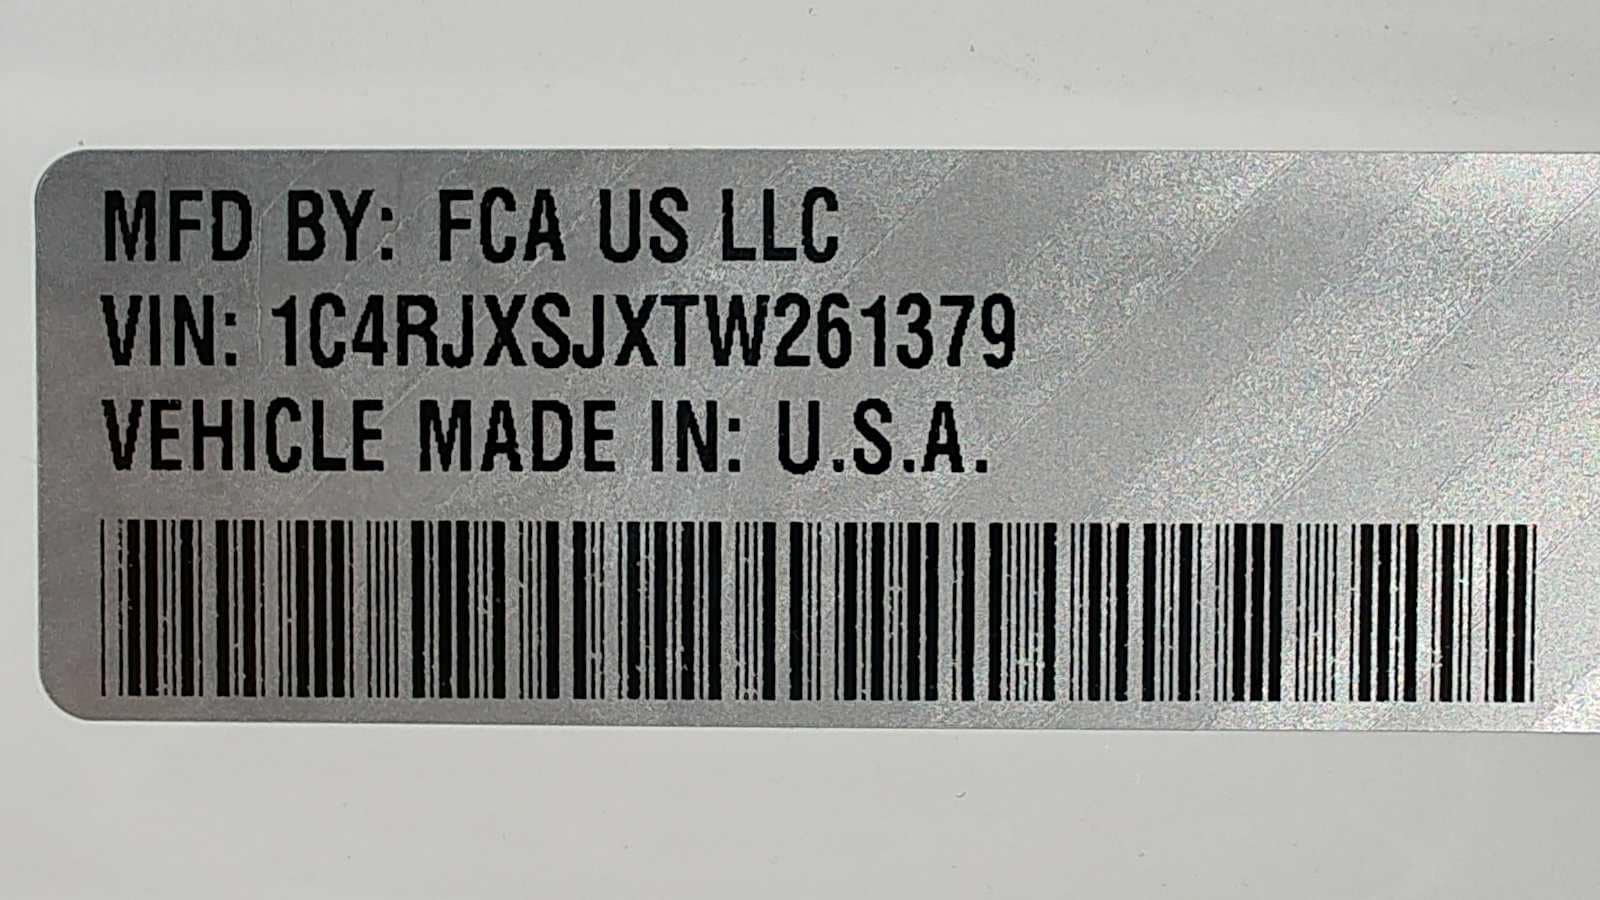 MFD BY: FCA US LLC
VIN: 1C4RJXSJXTW261379
VEHICLE MADE IN: U.S.A.